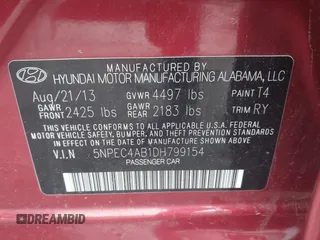 MANUFACTURED BY
HYUNDAI MOTOR MANUFACTURING ALABAMA, LLC
Aug/21/13 GVWR 4497 lbs PAINT T4
GAWR FRONT 2425 lbs GAWR REAR 2183 lbs TRIM RY
THIS VEHICLE CONFORMS TO ALL APPLICABLE U.S. FEDERAL MOTOR
VEHICLE SAFETY, BUMPER, AND THEFT PREVENTION STANDARDS
IN EFFECT ON THE DATE OF MANUFACTURE SHOWN ABOVE.
V.I.N 5NPEC4AB1DH799154
PASSENGER CAR
DREAMBID